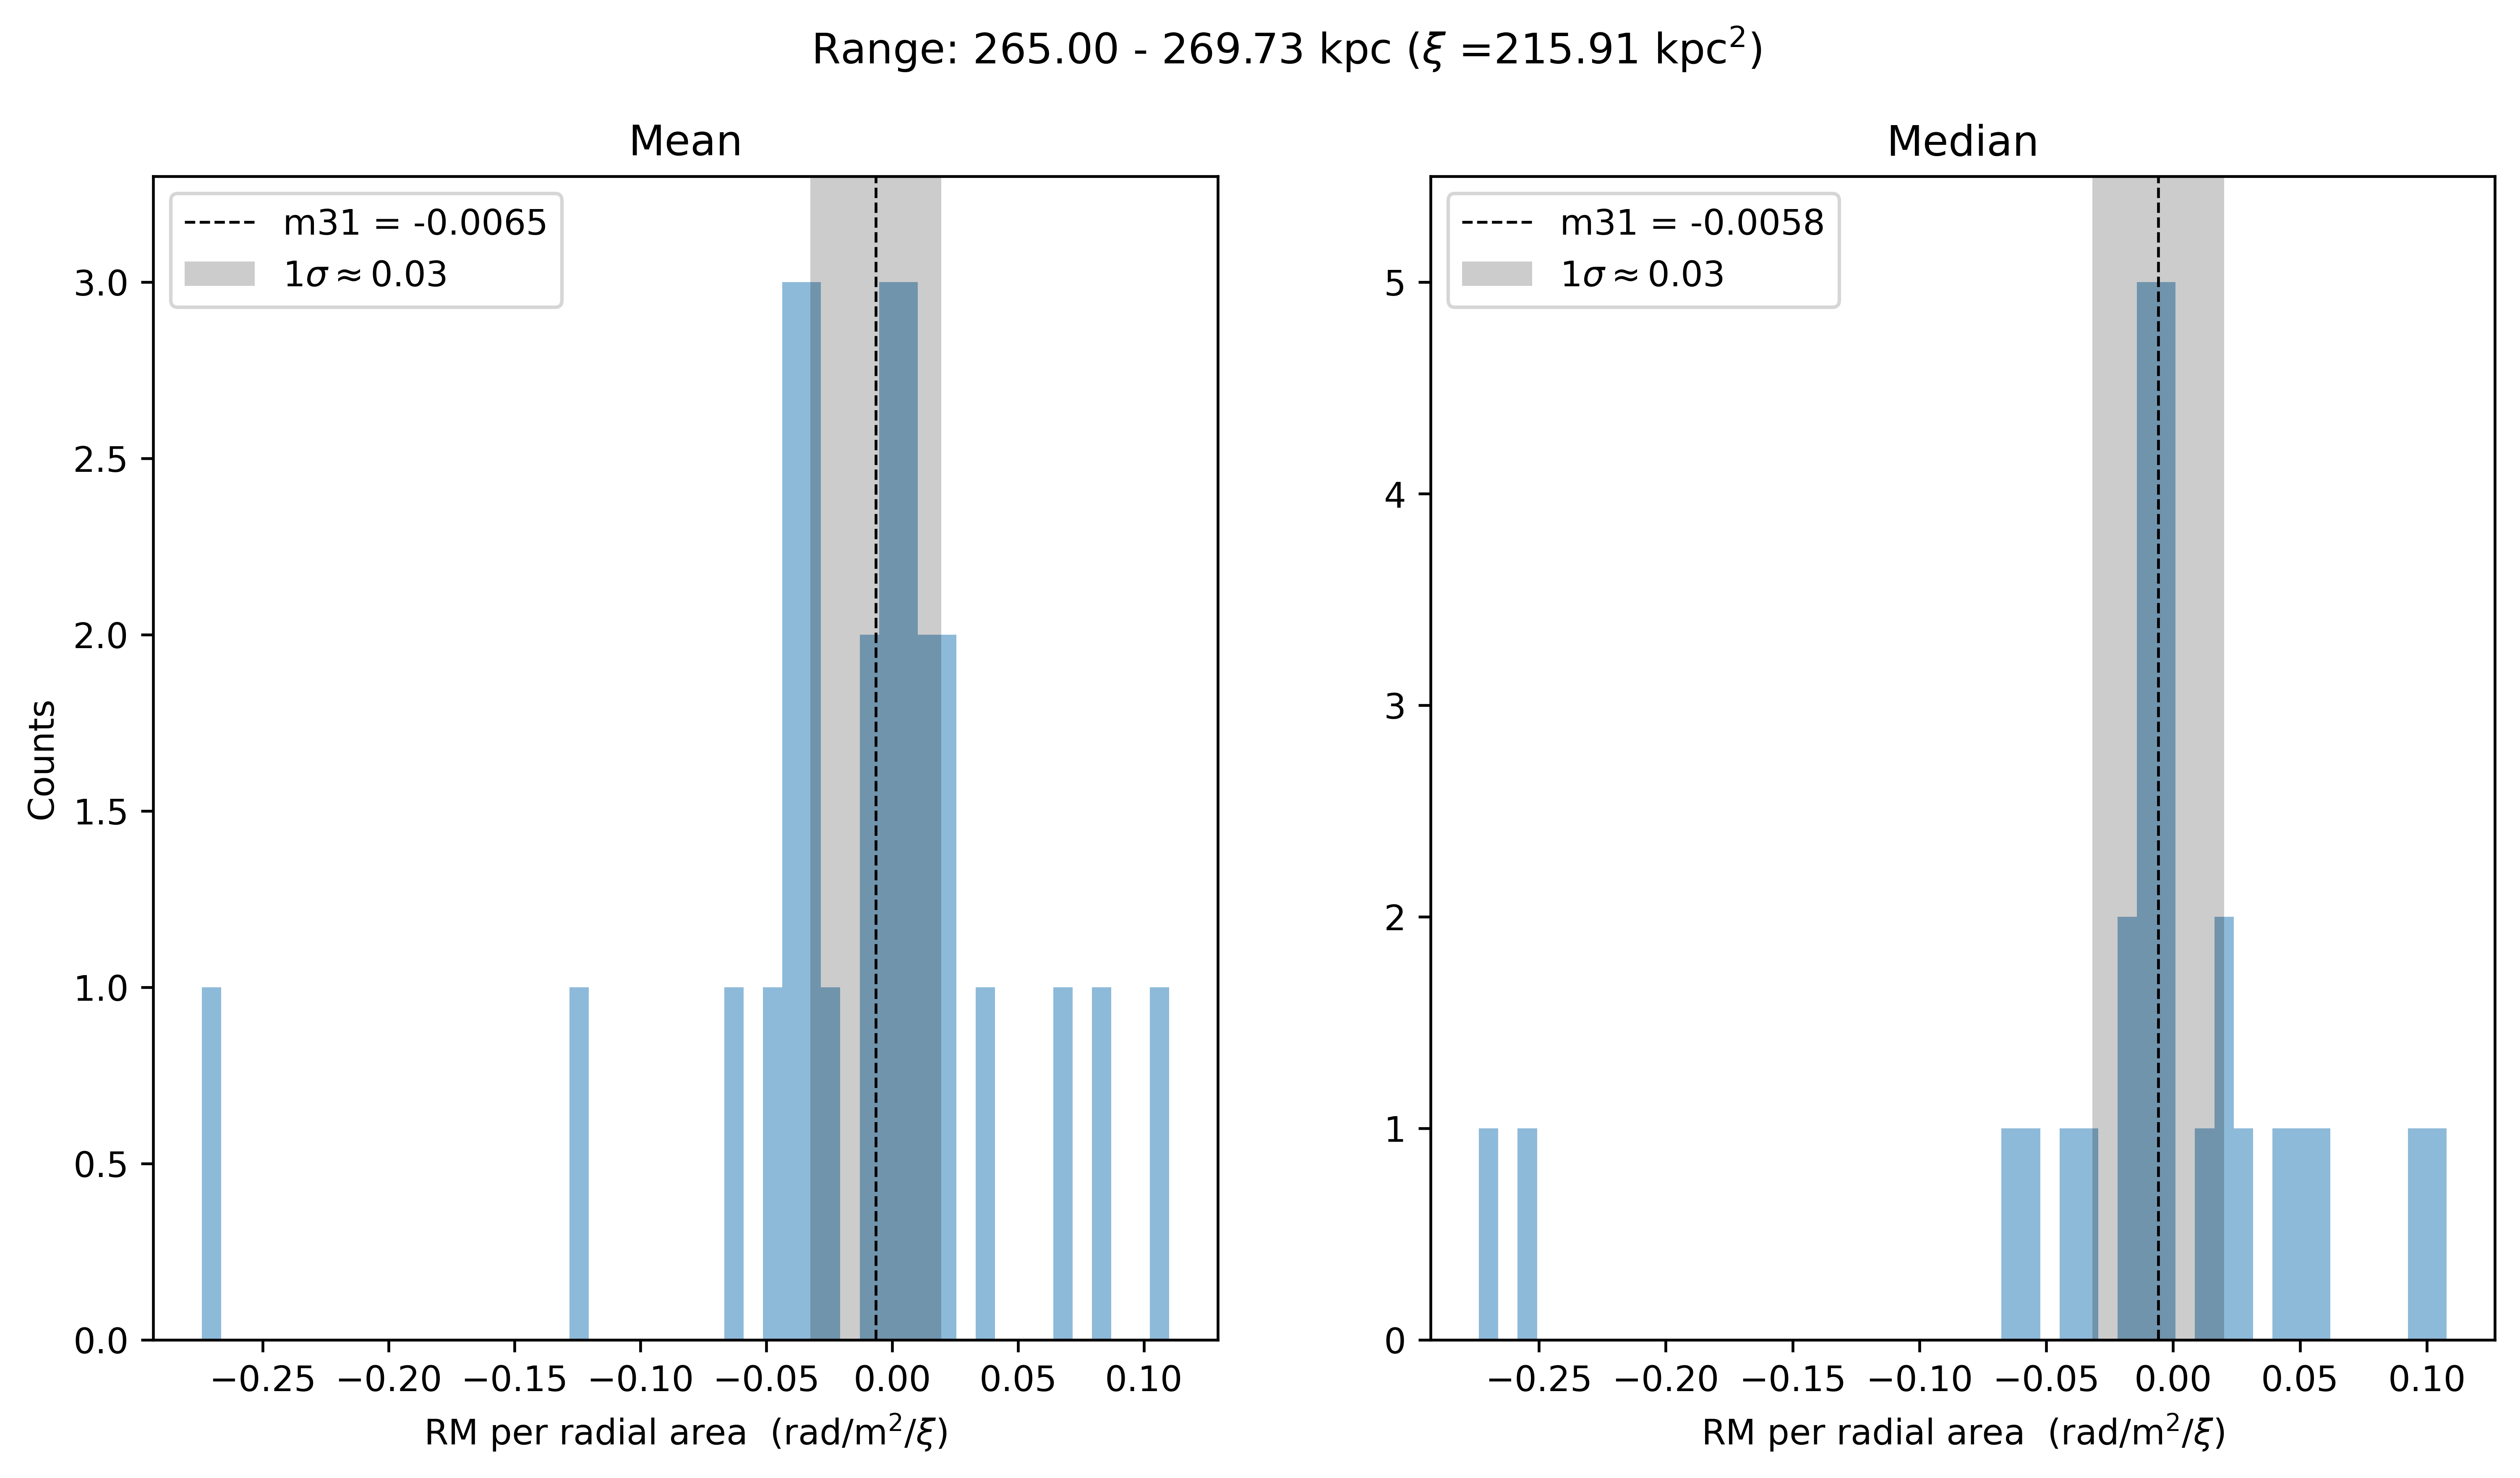 Range: 265.00 - 269.73 kpc (ξ =215.91 kpc²)
Mean
m31 = -0.0065
1σ ≈ 0.03
3.0
2.5
2.0
1.5
1.0
0.5
0.0
Counts
−0.25 −0.20 −0.15 −0.10 −0.05 0.00 0.05 0.10
RM per radial area (rad/m²/ξ)
Median
m31 = -0.0058
1σ ≈ 0.03
5
4
3
2
1
0
−0.25 −0.20 −0.15 −0.10 −0.05 0.00 0.05 0.10
RM per radial area (rad/m²/ξ)